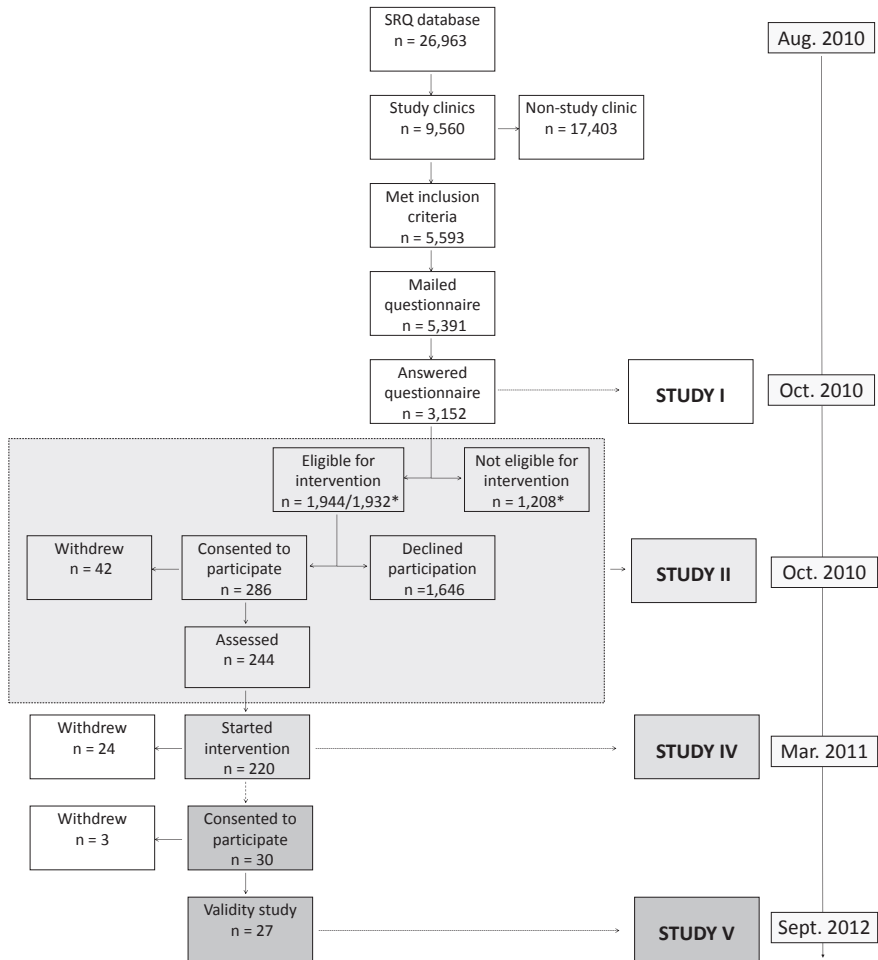 SRQ database
n = 26,963
Aug. 2010
Study clinics
n = 9,560
Non-study clinic
n = 17,403
Met inclusion
criteria
n = 5,593
Mailed
questionnaire
n = 5,391
Answered
questionnaire
n = 3,152
STUDY I
Oct. 2010
Eligible for
intervention
n = 1,944/1,932*
Not eligible for
intervention
n = 1,208*
Withdrew
n = 42
Consented to
participate
n = 286
Declined
participation
n =1,646
STUDY II
Oct. 2010
Assessed
n = 244
Withdrew
n = 24
Started
intervention
n = 220
STUDY IV
Mar. 2011
Withdrew
n = 3
Consented to
participate
n = 30
Validity study
n = 27
STUDY V
Sept. 2012